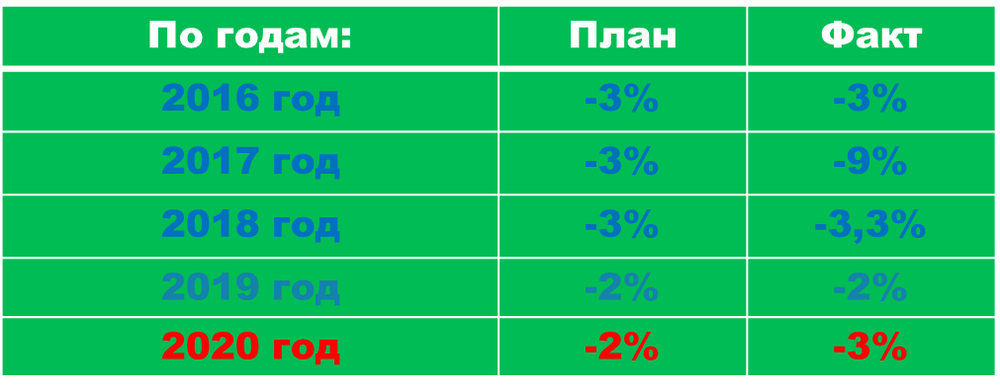 По годам: План Факт
2016 год -3% -3%
2017 год -3% -9%
2018 год -3% -3,3%
2019 год -2% -2%
2020 год -2% -3%